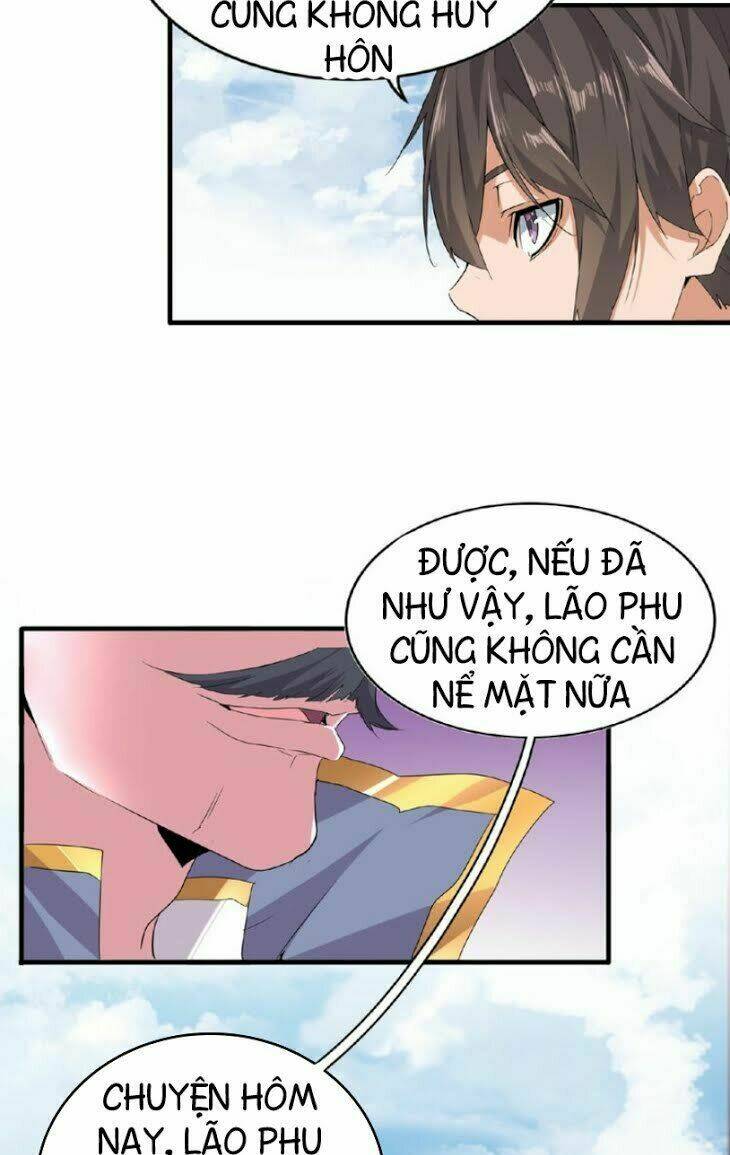 CŨNG KHÔNG HỦY
HÔN
ĐƯỢC, NẾU ĐÃ
NHƯ VẬY, LÃO PHU
CŨNG KHÔNG CẦN
NỂ MẶT NỮA
CHUYỆN HÔM
NAY, LÃO PHU